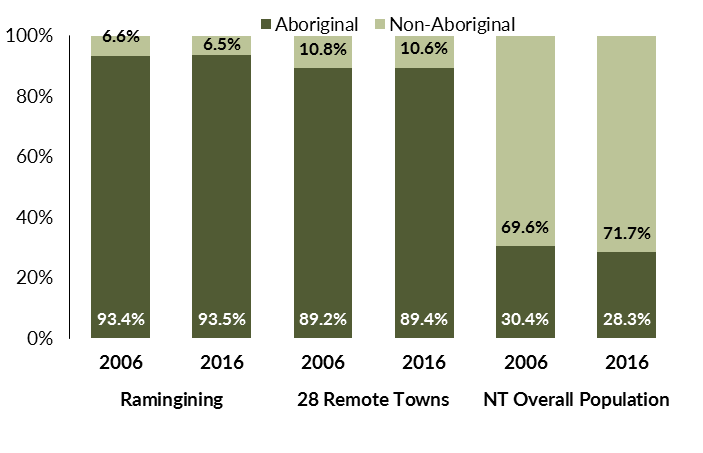 Aboriginal Non-Aboriginal
100% 6.6% 6.5% 10.8% 10.6%
80%
60%
40% 69.6% 71.7%
20%
93.4% 93.5% 89.2% 89.4% 30.4% 28.3%
0%
2006 2016 2006 2016 2006 2016
Ramingining 28 Remote Towns NT Overall Population